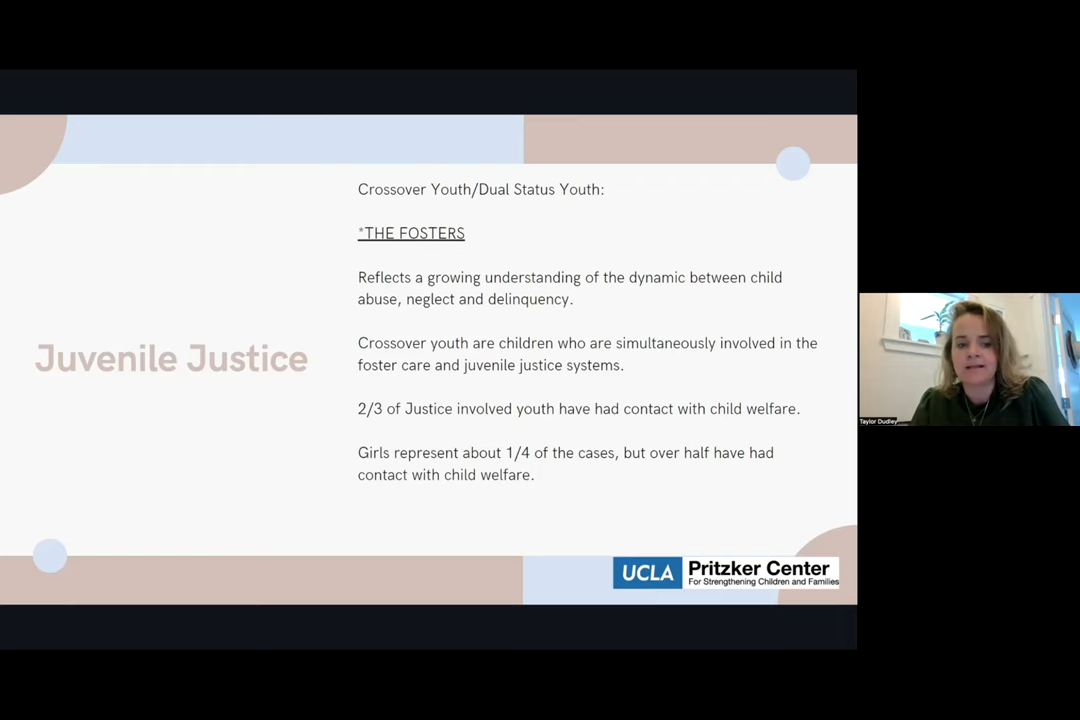 Crossover Youth/Dual Status Youth:
*THE FOSTERS
Reflects a growing understanding of the dynamic between child
abuse, neglect and delinquency.
Juvenile Justice
Crossover youth are children who are simultaneously involved in the
foster care and juvenile justice systems.
2/3 of Justice involved youth have had contact with child welfare.
Girls represent about 1/4 of the cases, but over half have had
contact with child welfare.
UCLA Pritzker Center
For Strengthening Children and Families
Taylor Dudley